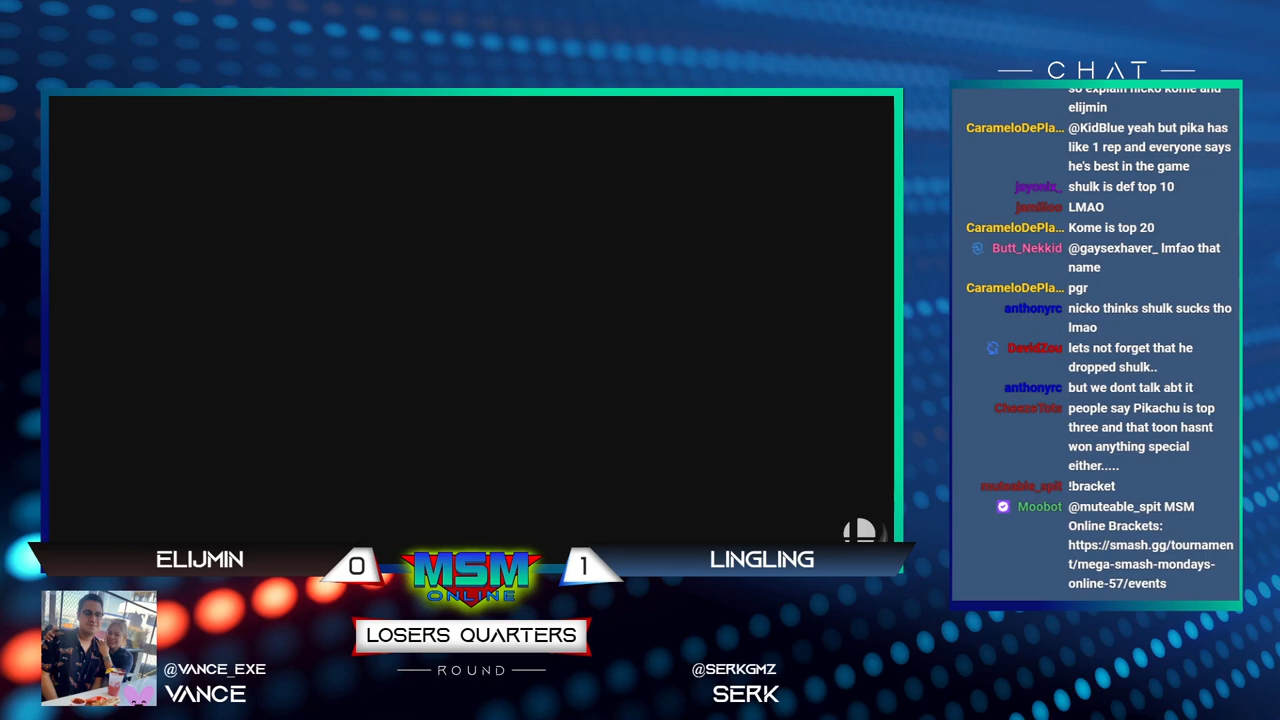 CHAT
so explain nicko kome and
elijmin
CarameloDePla... @KidBlue yeah but pika has
like 1 rep and everyone says
he's best in the game
jayonix_ shulk is def top 10
LMAO
CarameloDePla... Kome is top 20
Butt_Nekkid @gaysexhaver_ lmfao that
name
CarameloDePla... pgr
anthonyrc nicko thinks shulk sucks tho
lmao
DavidZou lets not forget that he
dropped shulk..
anthonyrc but we dont talk abt it
people say Pikachu is top
three and that toon hasnt
won anything special
either.....
muteable_spit !bracket
Moobot @muteable_spit MSM
Online Brackets:
https://smash.gg/tournamen
t/mega-smash-mondays-
online-57/events
ELIJMIN 0 MSM 1 LINGLING
ONLINE
LOSERS QUARTERS
ROUND
@VANCE_EXE
VANCE
@SERKGMZ
SERK